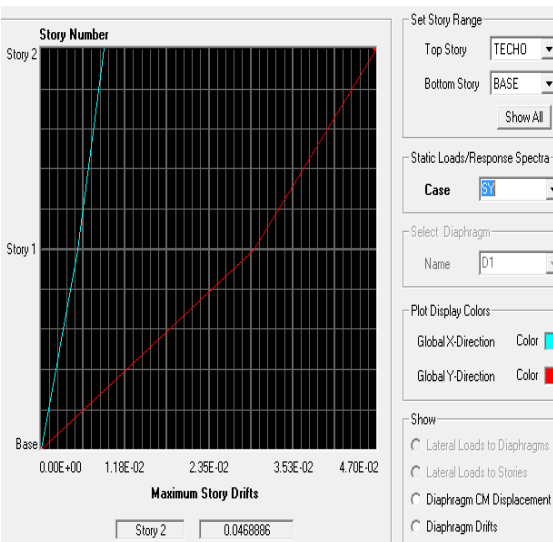 Story Number
Story 2
Story 1
Base
0.00E+00 1.18E-02 2.35E-02 3.53E-02 4.70E-02
Maximum Story Drifts
Story 2 0.0468886
Set Story Range
Top Story TECHO
Bottom Story BASE
Show All
Static Loads/Response Spectra
Case SY
Select Diaphragm
Name D1
Plot Display Colors
Global X-Direction Color
Global Y-Direction Color
Show
Lateral Loads to Diaphragms
Lateral Loads to Stories
Diaphragm CM Displacement
Diaphragm Drifts